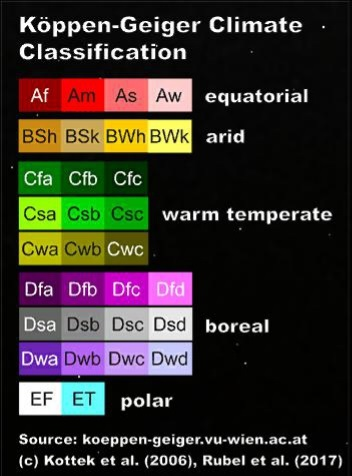 Köppen-Geiger Climate
Classification
Af Am As Aw equatorial
BSh BSk BWh BWk arid
Cfa Cfb Cfc
Csa Csb Csc warm temperate
Cwa Cwb Cwc
Dfa Dfb Dfc Dfd
Dsa Dsb Dsc Dsd boreal
Dwa Dwb Dwc Dwd
EF ET polar
Source: koeppen-geiger.vu-wien.ac.at
(c) Kottek et al. (2006), Rubel et al. (2017)